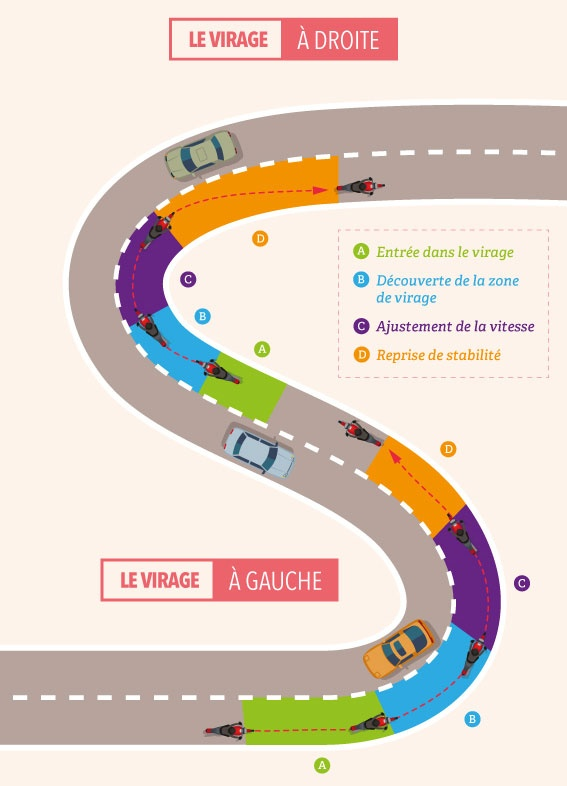 LE VIRAGE À DROITE
D
C
B
A
A Entrée dans le virage
B Découverte de la zone
de virage
C Ajustement de la vitesse
D Reprise de stabilité
D
C
LE VIRAGE À GAUCHE
B
A